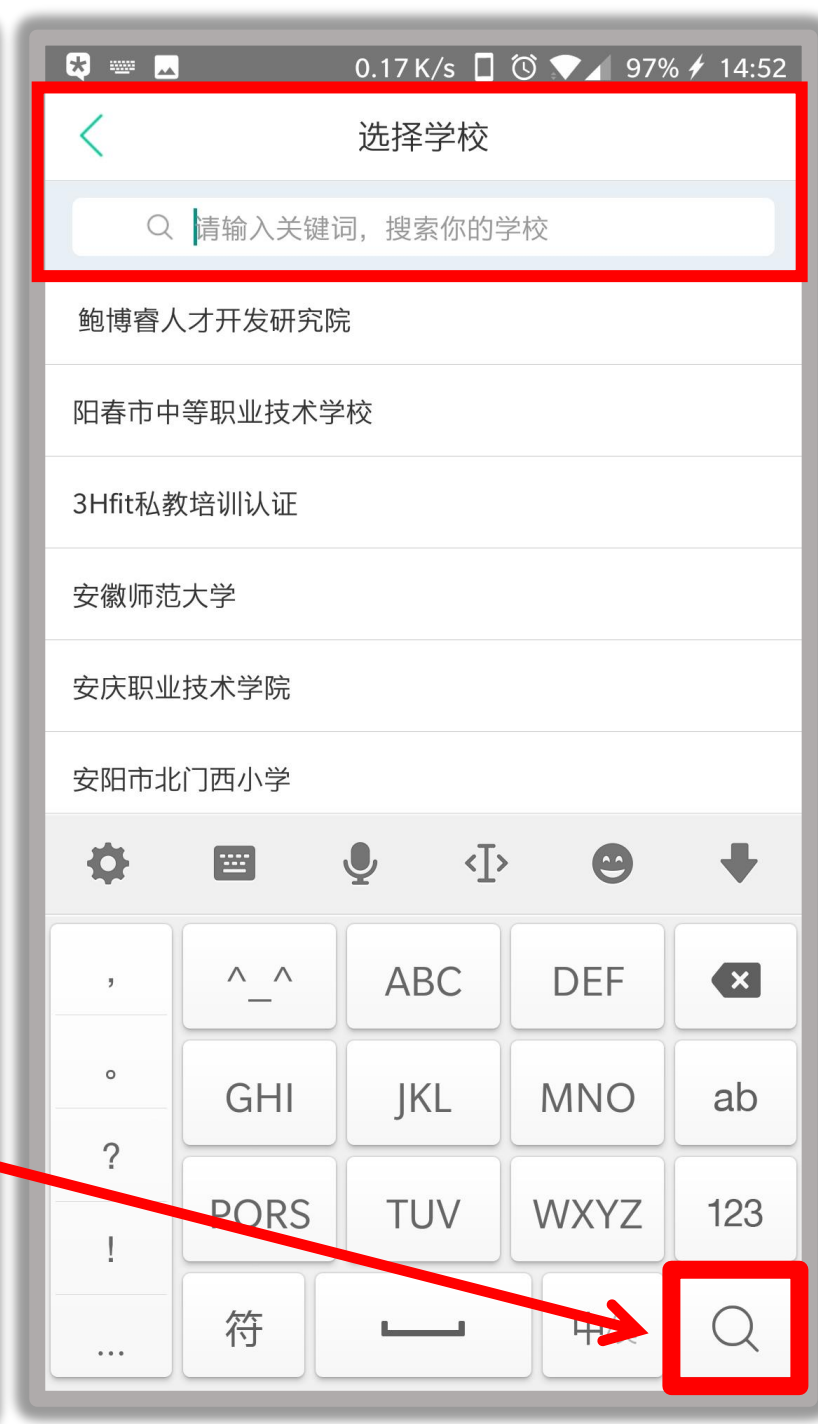 0.17 K/s 97% 14:52
选择学校
请输入关键词，搜索你的学校
鲍博睿人才开发研究院
阳春市中等职业技术学校
3Hfit私教培训认证
安徽师范大学
安庆职业技术学院
安阳市北门西小学
, ^_^ ABC DEF
。 GHI JKL MNO ab
? PQRS TUV WXYZ 123
!
... 符 中